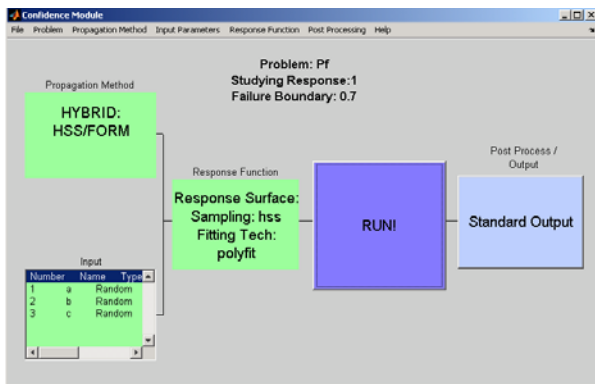 Confidence Module
File Problem Propagation Method Input Parameters Response Function Post Processing Help
Problem: Pf
Studying Response:1
Failure Boundary: 0.7
Propagation Method
HYBRID:
HSS/FORM
Response Function
Response Surface:
Sampling: hss
Fitting Tech:
polyfit
RUN!
Post Process /
Output
Standard Output
Input
Number Name Type
1 a Random
2 b Random
3 c Random